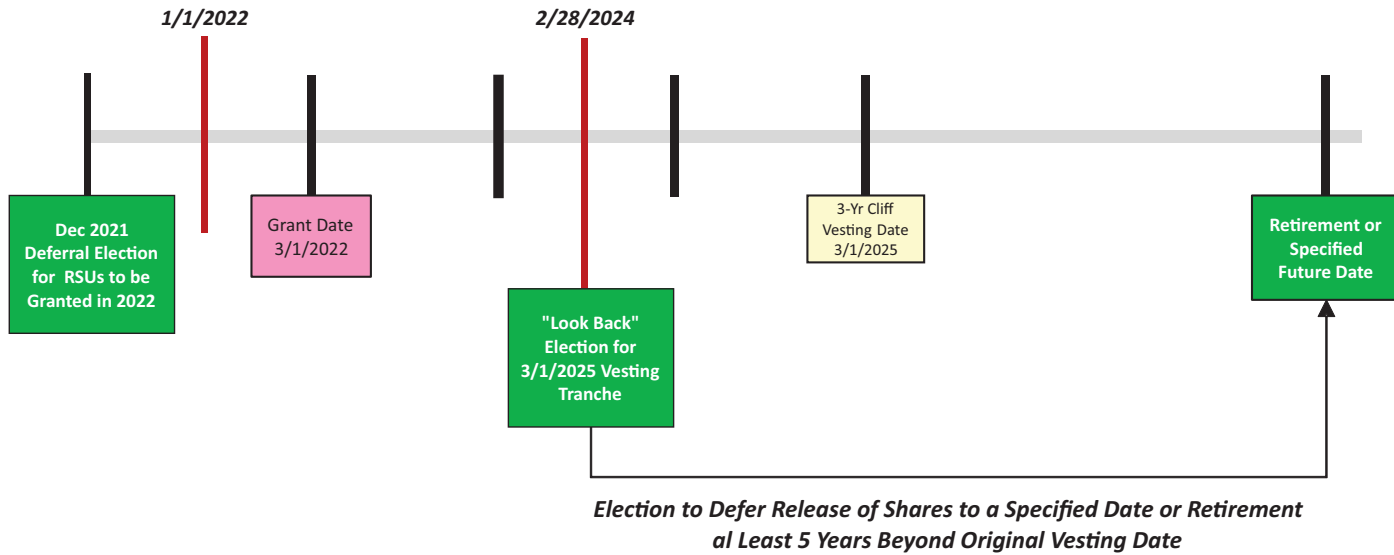 1/1/2022
2/28/2024
Dec 2021
Deferral Election
for RSUs to be
Granted in 2022
Grant Date
3/1/2022
3-Yr Cliff
Vesting Date
3/1/2025
Retirement or
Specified
Future Date
"Look Back"
Election for
3/1/2025 Vesting
Tranche
Election to Defer Release of Shares to a Specified Date or Retirement
al Least 5 Years Beyond Original Vesting Date